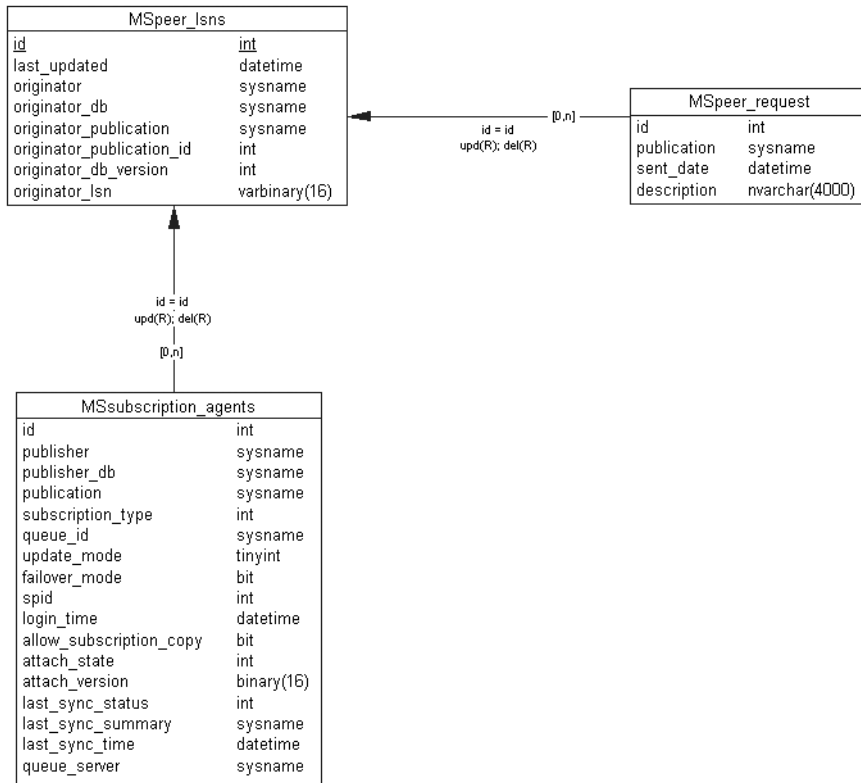 MSpeer_lsns
id int
last_updated datetime
originator sysname
originator_db sysname
originator_publication sysname
originator_publication_id int
originator_db_version int
originator_lsn varbinary(16)
[0,n]
id = id
upd(R); del(R)
MSpeer_request
id int
publication sysname
sent_date datetime
description nvarchar(4000)
id = id
upd(R); del(R)
[0,n]
MSsubscription_agents
id int
publisher sysname
publisher_db sysname
publication sysname
subscription_type int
queue_id sysname
update_mode tinyint
failover_mode bit
spid int
login_time datetime
allow_subscription_copy bit
attach_state int
attach_version binary(16)
last_sync_status int
last_sync_summary sysname
last_sync_time datetime
queue_server sysname